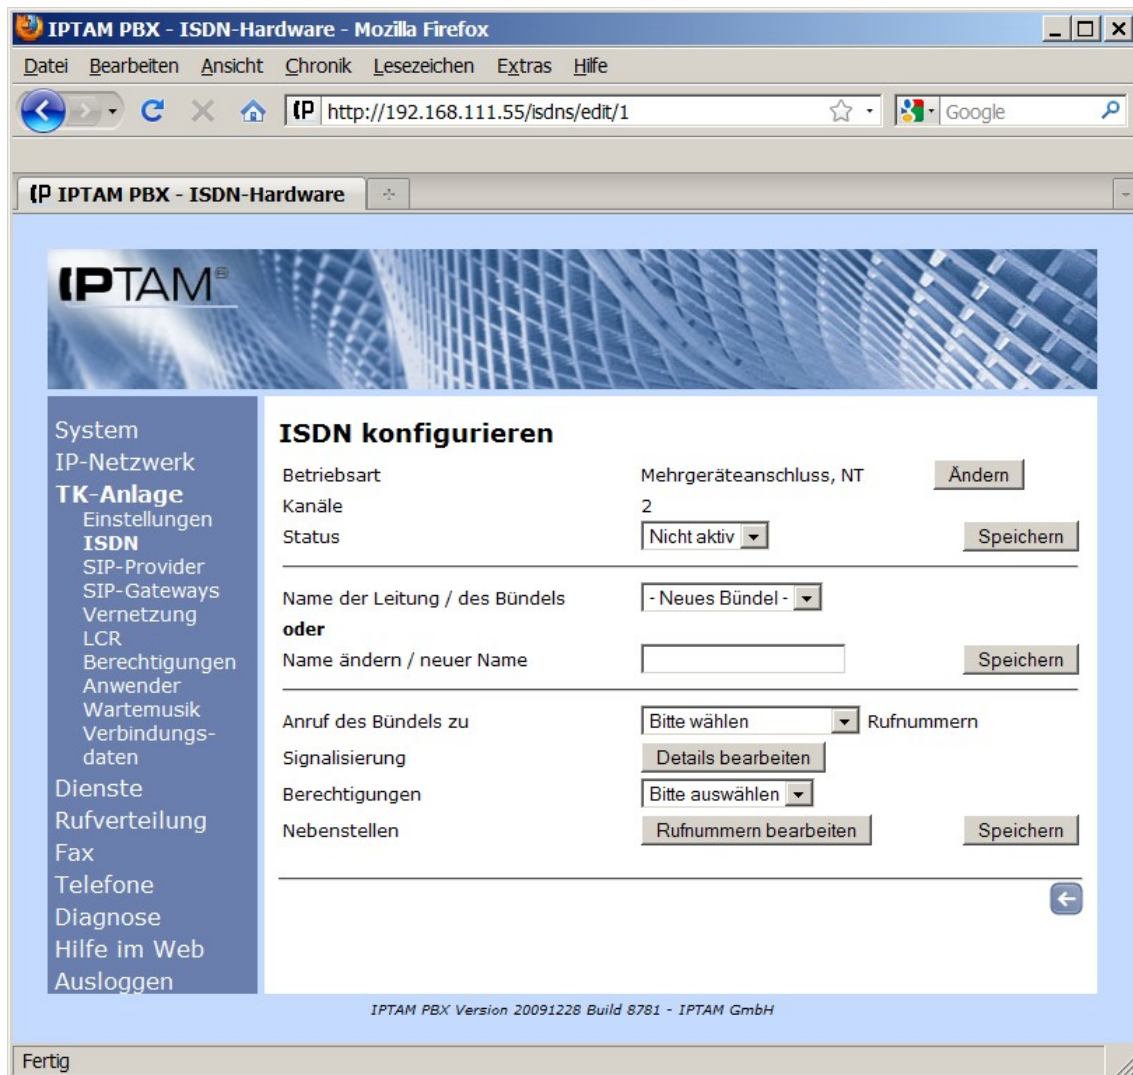 IPTAM PBX - ISDN-Hardware - Mozilla Firefox
Datei Bearbeiten Ansicht Chronik Lesezeichen Extras Hilfe
http://192.168.111.55/isdns/edit/1 Google
IPTAM PBX - ISDN-Hardware
IPTAM®
System
IP-Netzwerk
TK-Anlage
Einstellungen
ISDN
SIP-Provider
SIP-Gateways
Vernetzung
LCR
Berechtigungen
Anwender
Wartemusik
Verbindungs-
daten
Dienste
Rufverteilung
Fax
Telefone
Diagnose
Hilfe im Web
Ausloggen
ISDN konfigurieren
Betriebsart Mehrgeräteanschluss, NT Ändern
Kanäle 2
Status Nicht aktiv Speichern
Name der Leitung / des Bündels - Neues Bündel -
oder
Name ändern / neuer Name Speichern
Anruf des Bündels zu Bitte wählen Rufnummern
Signalisierung Details bearbeiten
Berechtigungen Bitte auswählen
Nebenstellen Rufnummern bearbeiten Speichern
IPTAM PBX Version 20091228 Build 8781 - IPTAM GmbH
Fertig